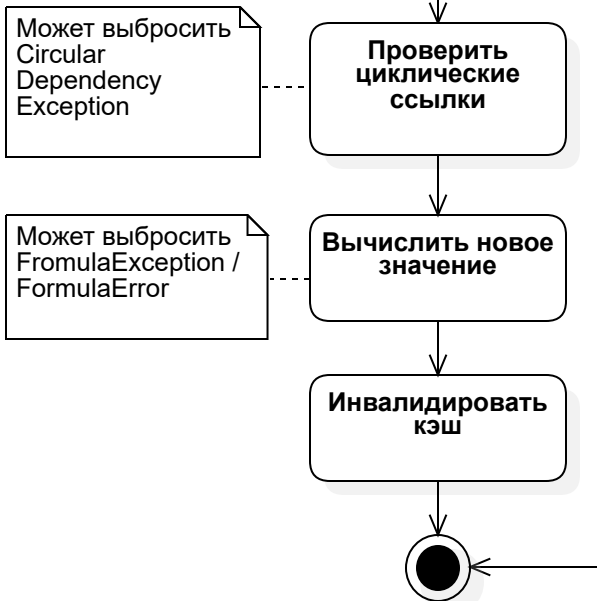 Может выбросить
Circular
Dependency
Exception
Проверить
циклические
ссылки
Может выбросить
FromulaException /
FormulaError
Вычислить новое
значение
Инвалидировать
кэш